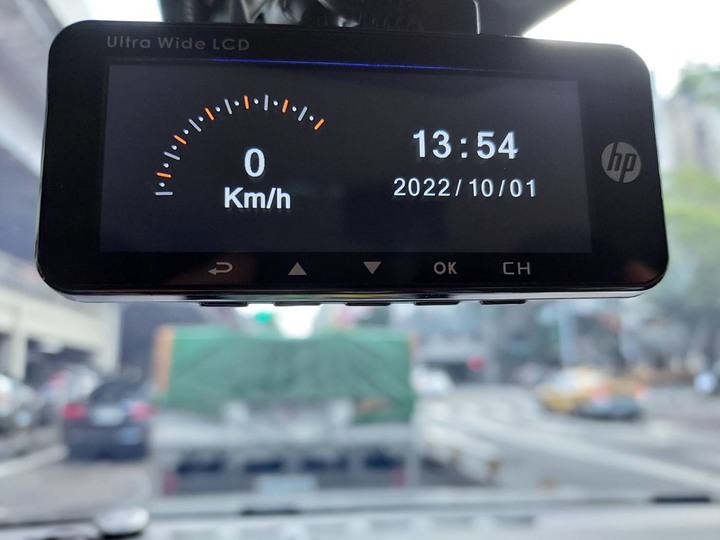 Ultra Wide LCD
0
Km/h
13:54
2022/10/01
hp
OK
CH